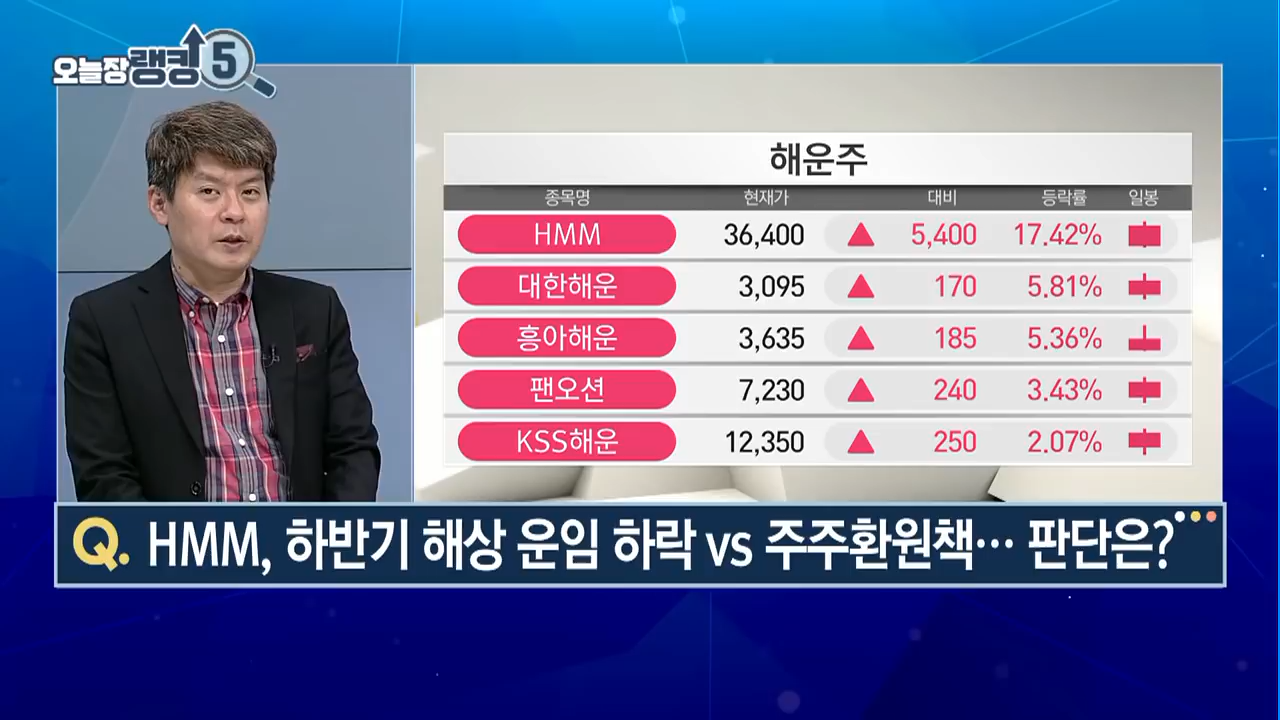 오늘장랭킹5
해운주
종목명 현재가 대비 등락률 일봉
HMM 36,400 ▲ 5,400 17.42%
대한해운 3,095 ▲ 170 5.81%
흥아해운 3,635 ▲ 185 5.36%
팬오션 7,230 ▲ 240 3.43%
KSS해운 12,350 ▲ 250 2.07%
Q. HMM, 하반기 해상 운임 하락 vs 주주환원책… 판단은?